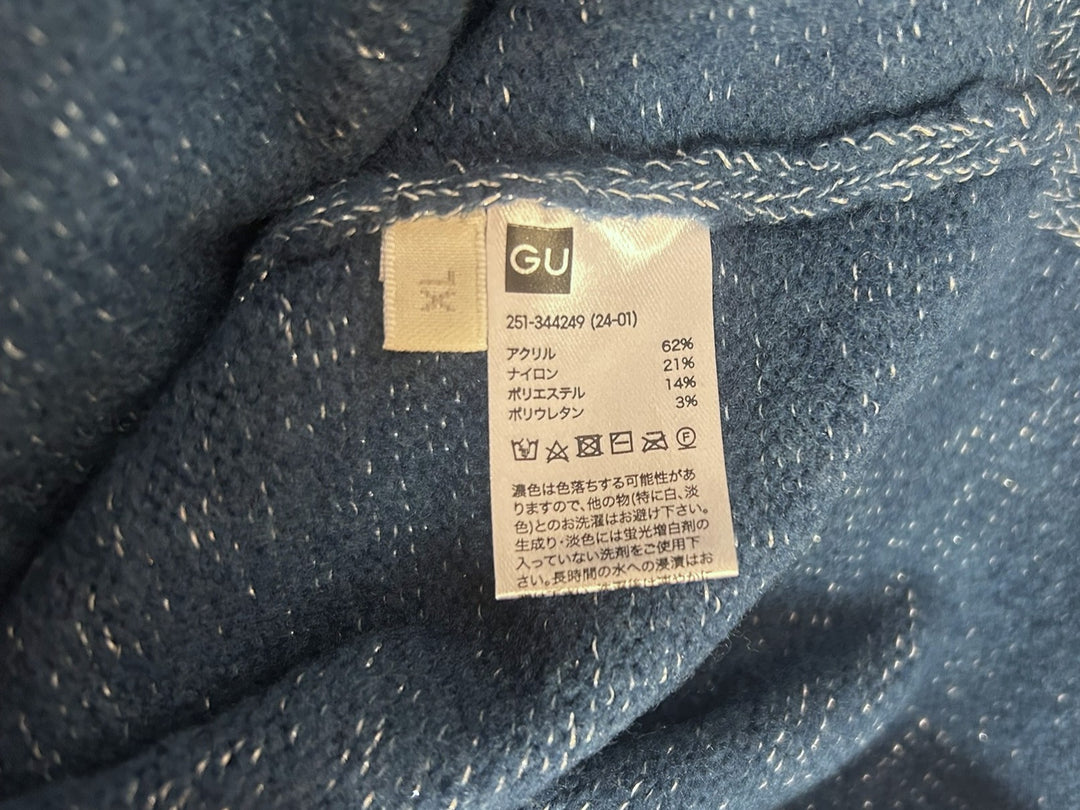 GU
251-344249 (24-01)
アクリル 62%
ナイロン 21%
ポリエステル 14%
ポリウレタン 3%
F
濃色は色落ちする可能性があ
りますので、他の物(特に白、淡
色)とのお洗濯はお避け下さい。
生成り・淡色には蛍光増白剤の
入っていない洗剤をご使用下
さい。長時間の水への浸漬はお